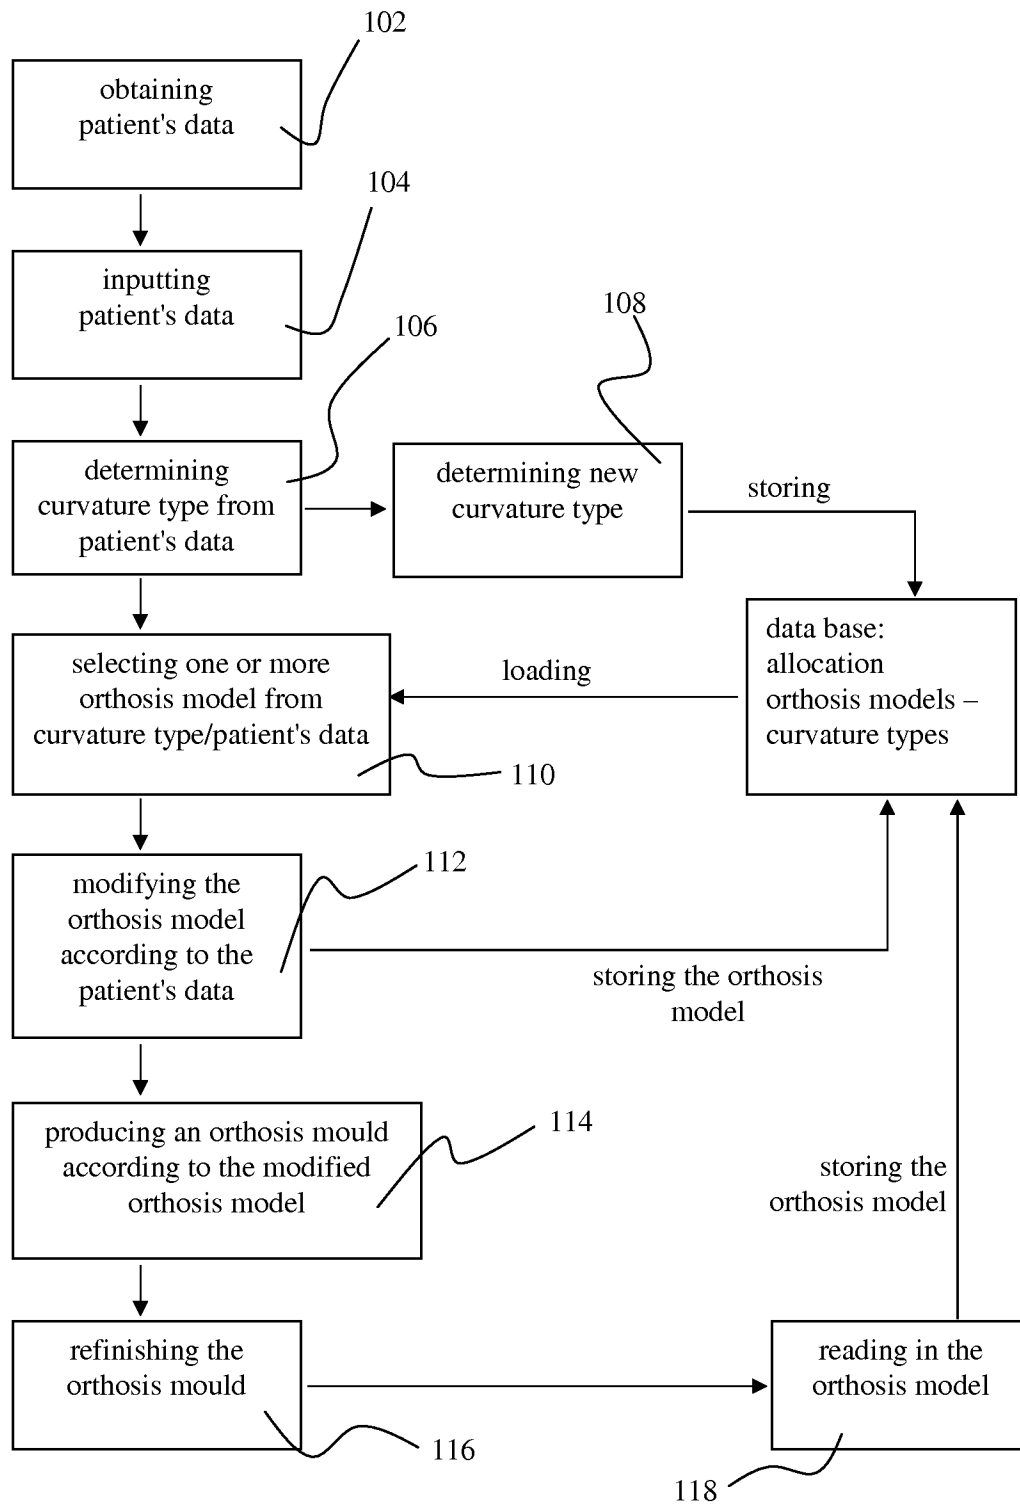 102
obtaining
patient's data
104
inputting
patient's data
106
108
determining
curvature type from
patient's data
determining new
curvature type
storing
data base:
allocation
orthosis models –
curvature types
selecting one or more
orthosis model from
curvature type/patient's data
loading
110
112
modifying the
orthosis model
according to the
patient's data
storing the orthosis
model
114
producing an orthosis mould
according to the modified
orthosis model
storing the
orthosis model
refinishing the
orthosis mould
reading in the
orthosis model
116
118